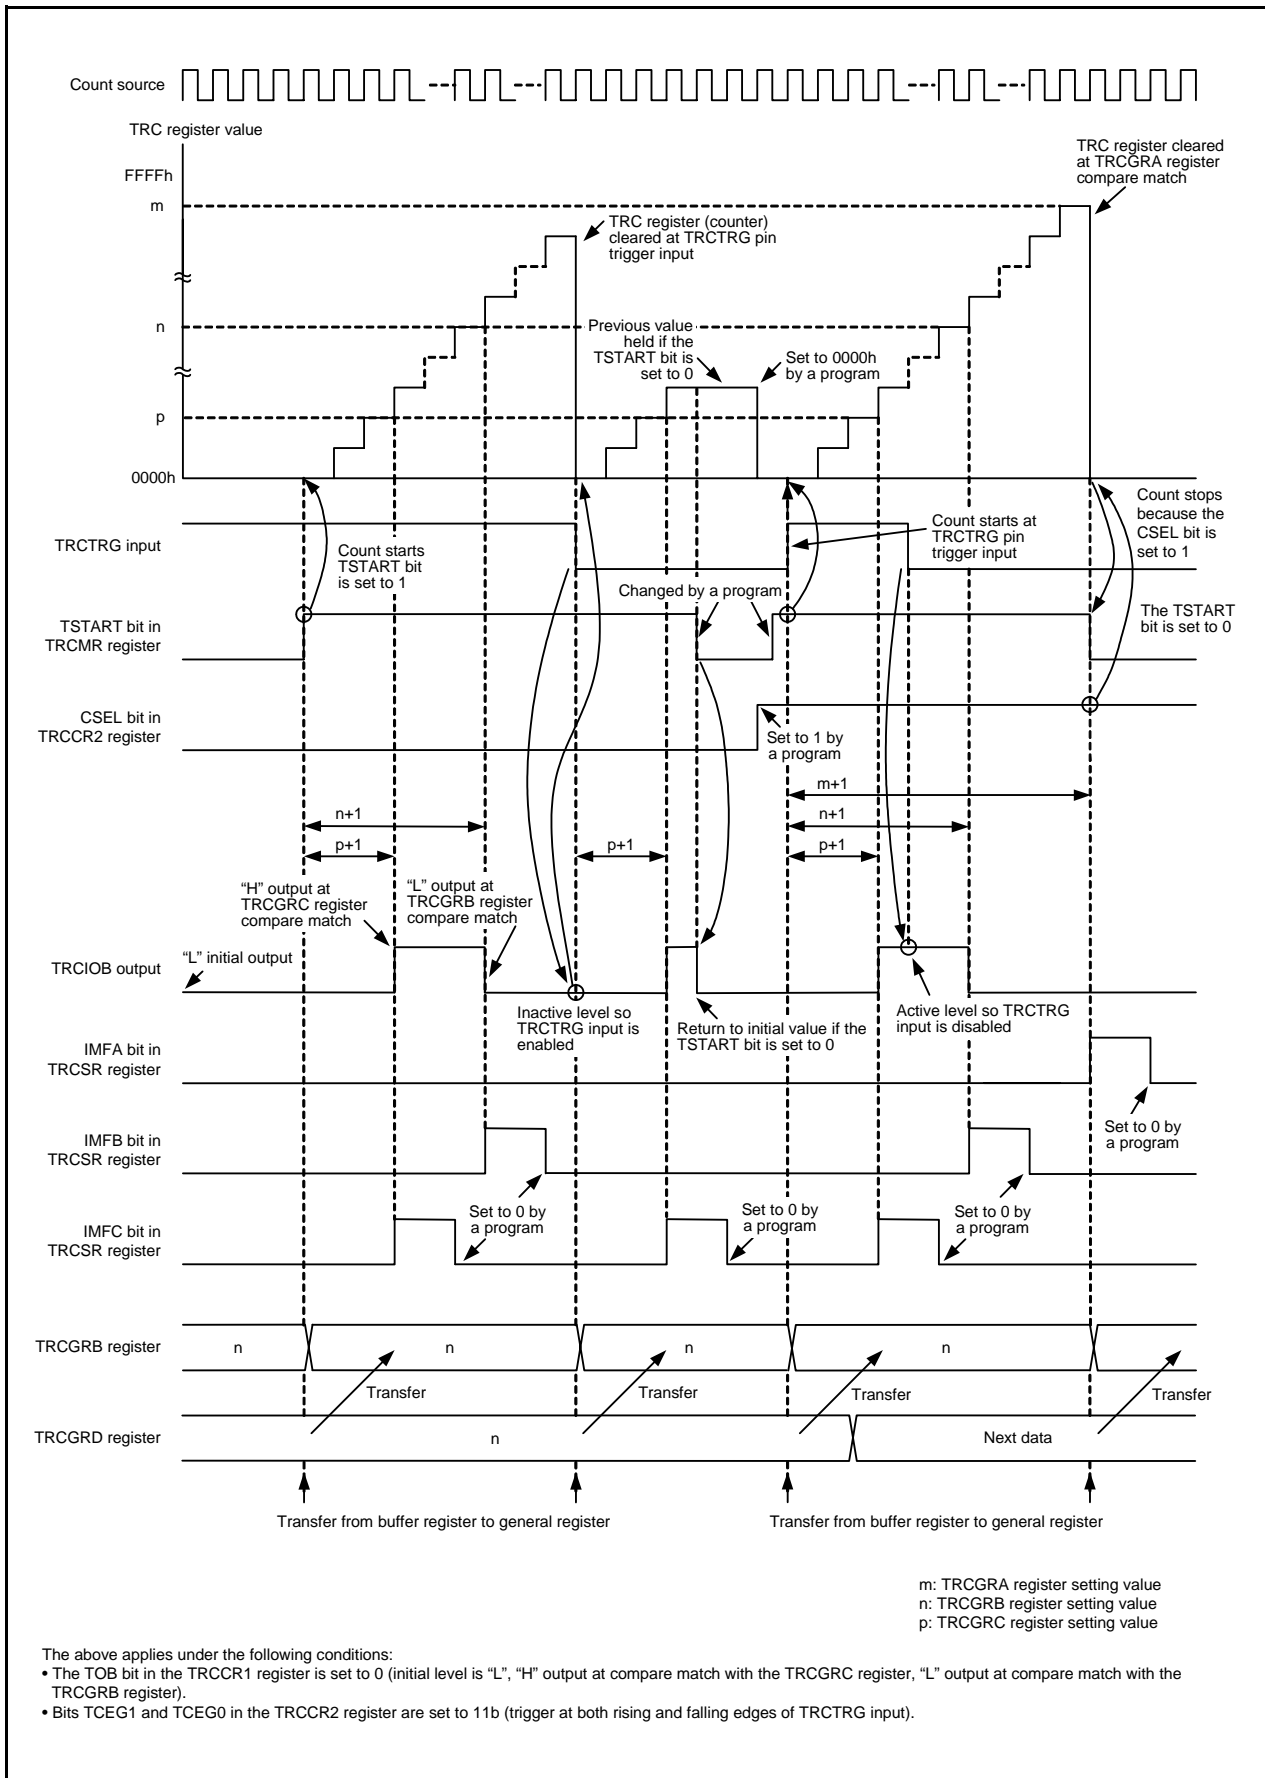 Count source
TRC register value
FFFFh
m
TRC register cleared
at TRCGRA register
compare match
TRC register (counter)
cleared at TRCTRG pin
trigger input
n
Previous value
held if the
TSTART bit is
set to 0
Set to 0000h
by a program
p
0000h
TRCTRG input
Count starts
TSTART bit
is set to 1
Count starts at
TRCTRG pin
trigger input
Count stops
because the
CSEL bit is
set to 1
Changed by a program
TSTART bit in
TRCMR register
The TSTART
bit is set to 0
CSEL bit in
TRCCR2 register
Set to 1 by
a program
m+1
n+1
n+1
p+1
p+1
p+1
“H” output at
TRCGRC register
compare match
“L” output at
TRCGRB register
compare match
“L” initial output
TRCIOB output
Inactive level so
TRCTRG input is
enabled
Return to initial value if the
TSTART bit is set to 0
Active level so TRCTRG
input is disabled
IMFA bit in
TRCSR register
Set to 0 by
a program
IMFB bit in
TRCSR register
Set to 0 by
a program
Set to 0 by
a program
Set to 0 by
a program
IMFC bit in
TRCSR register
TRCGRB register
n
n
n
n
Transfer
Transfer
Transfer
Transfer
TRCGRD register
n
Next data
Transfer from buffer register to general register
Transfer from buffer register to general register
m: TRCGRA register setting value
n: TRCGRB register setting value
p: TRCGRC register setting value
The above applies under the following conditions:
• The TOB bit in the TRCCR1 register is set to 0 (initial level is “L”, “H” output at compare match with the TRCGRC register, “L” output at compare match with the
TRCGRB register).
• Bits TCEG1 and TCEG0 in the TRCCR2 register are set to 11b (trigger at both rising and falling edges of TRCTRG input).